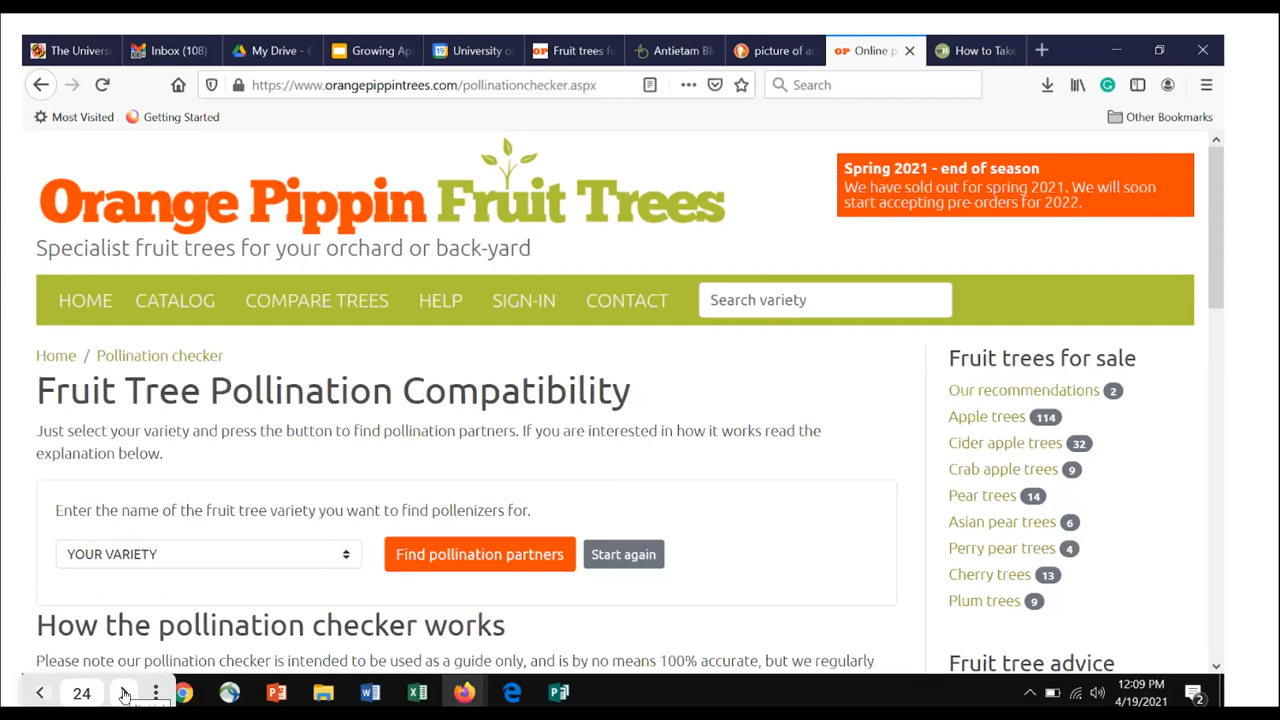 The Univers
Inbox (108)
My Drive - G
Growing Ap
University o
Fruit trees fo
Antietam Bl
picture of an
Online p
How to Take
https://www.orangepippintrees.com/pollinationchecker.aspx
Search
Most Visited
Getting Started
Other Bookmarks
Orange Pippin Fruit Trees
Specialist fruit trees for your orchard or back-yard
Spring 2021 - end of season
We have sold out for spring 2021. We will soon
start accepting pre-orders for 2022.
HOME CATALOG COMPARE TREES HELP SIGN-IN CONTACT Search variety
Home / Pollination checker
Fruit Tree Pollination Compatibility
Just select your variety and press the button to find pollination partners. If you are interested in how it works read the
explanation below.
Enter the name of the fruit tree variety you want to find pollenizers for.
YOUR VARIETY
Find pollination partners
Start again
How the pollination checker works
Please note our pollination checker is intended to be used as a guide only, and is by no means 100% accurate, but we regularly
Fruit trees for sale
Our recommendations 2
Apple trees 114
Cider apple trees 32
Crab apple trees 9
Pear trees 14
Asian pear trees 6
Perry pear trees 4
Cherry trees 13
Plum trees 9
Fruit tree advice
24
12:09 PM
4/19/2021
2